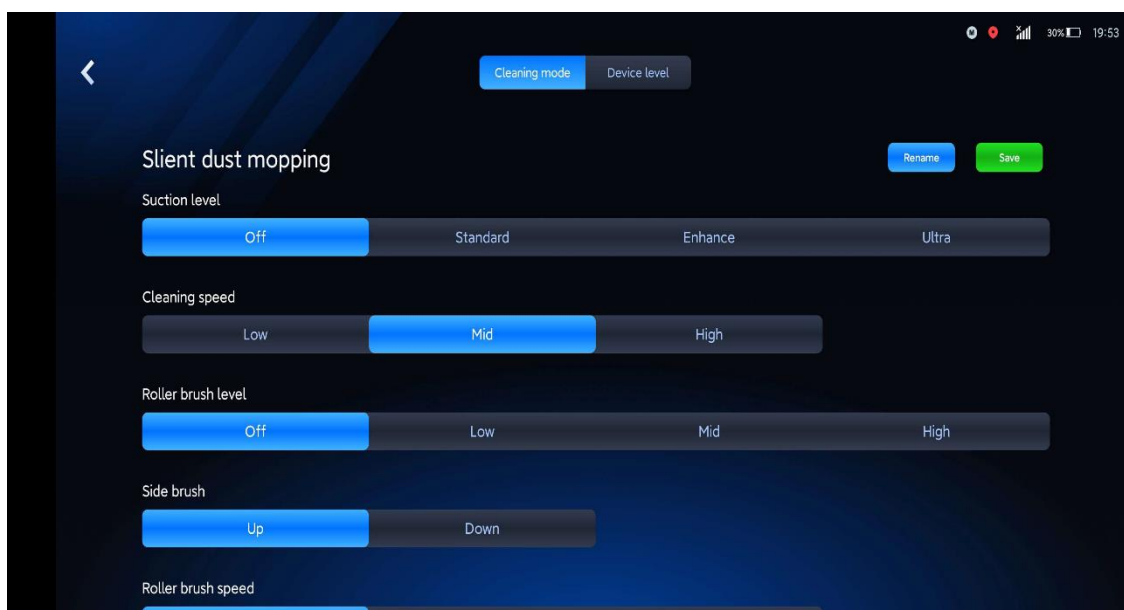 30% 19:53
Cleaning mode Device level
Slient dust mopping Rename Save
Suction level
Off Standard Enhance Ultra
Cleaning speed
Low Mid High
Roller brush level
Off Low Mid High
Side brush
Up Down
Roller brush speed